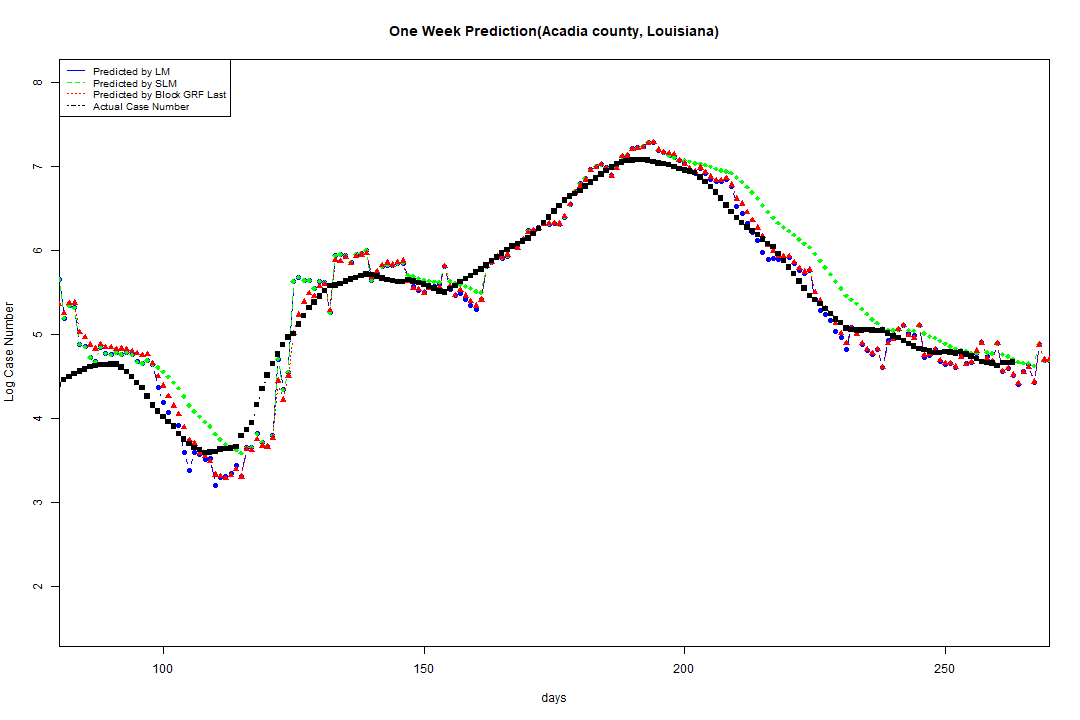 One Week Prediction(Acadia county, Louisiana)
Predicted by LM
Predicted by SLM
Predicted by Block GRF Last
Actual Case Number
8
7
6
5
4
3
2
Log Case Number
100
150
200
250
days